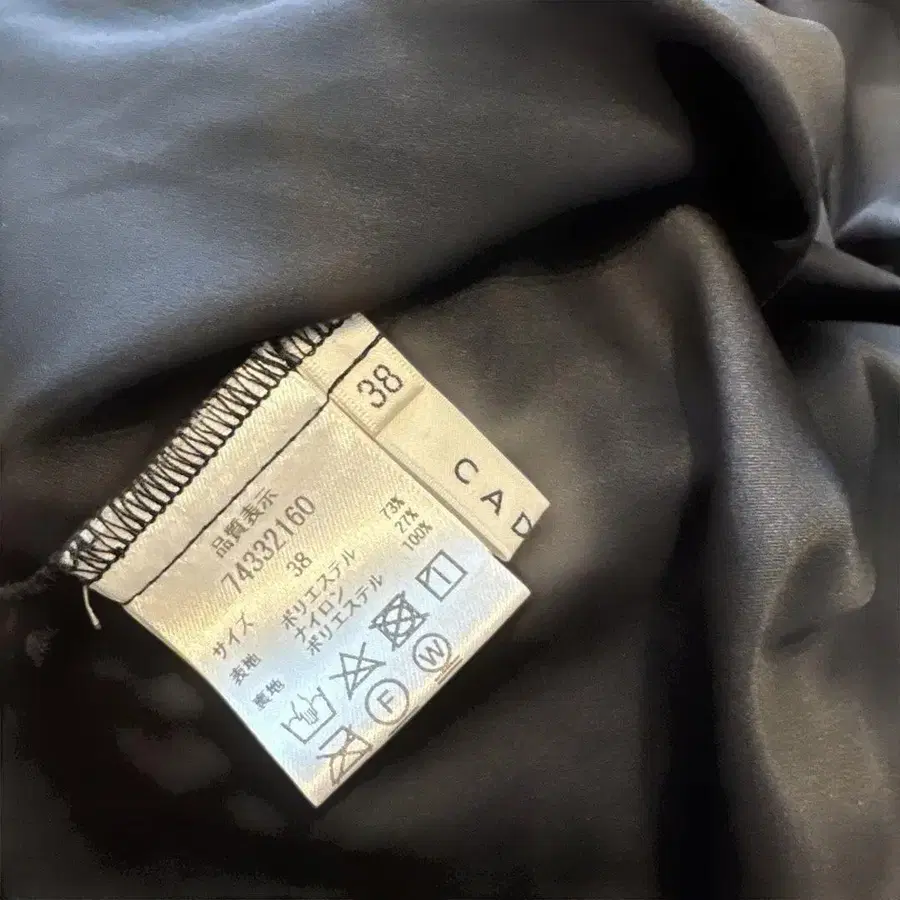 38
CAD
品質表示
74332160
サイズ 38
表地 ポリエステル 73%
ナイロン 27%
裏地 ポリエステル 100%
F
W